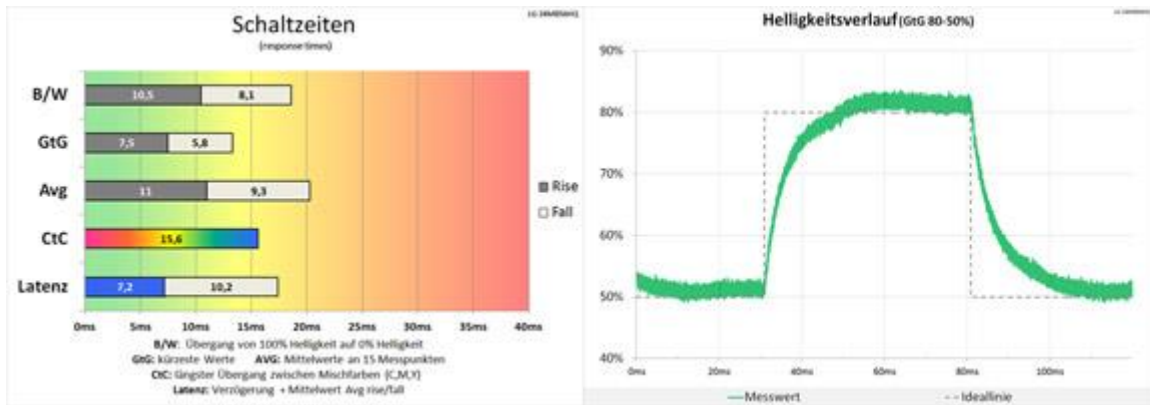 Schaltzeiten
(response times)
B/W 10,5 8,1
GtG 7,5 5,8
Avg 11 9,3
CtC 15,6
Latenz 7,2 10,2
Rise
Fall
0ms 5ms 10ms 15ms 20ms 25ms 30ms 35ms 40ms
B/W: Übergang von 100% Helligkeit auf 0% Helligkeit
GtG: kürzeste Werte AVG: Mittelwerte an 15 Messpunkten
CtC: längster Übergang zwischen Mischfarben (C,M,Y)
Latenz: Verzögerung + Mittelwert Avg rise/fall
Helligkeitsverlauf (GtG 80-50%)
90%
80%
70%
60%
50%
40%
0ms 20ms 40ms 60ms 80ms 100ms
Messwert Ideallinie